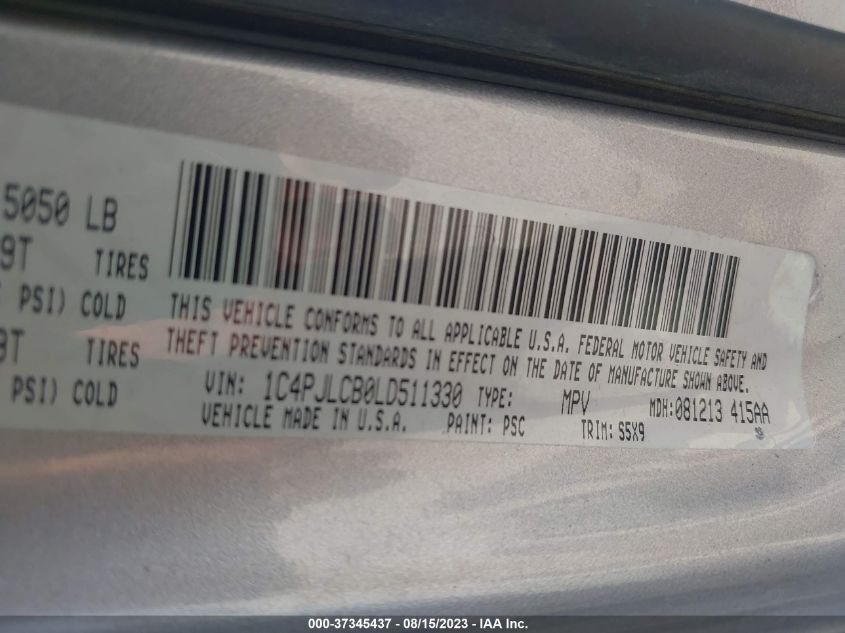 5050 LB
9T TIRES
PSI) COLD
9T TIRES
PSI) COLD
THIS VEHICLE CONFORMS TO ALL APPLICABLE U.S.A. FEDERAL MOTOR VEHICLE SAFETY AND
THEFT PREVENTION STANDARDS IN EFFECT ON THE DATE OF MANUFACTURE SHOWN ABOVE.
VIN: 1C4PJLCB0LD511330 TYPE: MPV MDH:081213 415AA
VEHICLE MADE IN U.S.A. PAINT: PSC TRIM: S5X9
000-37345437 - 08/15/2023 - IAA Inc.